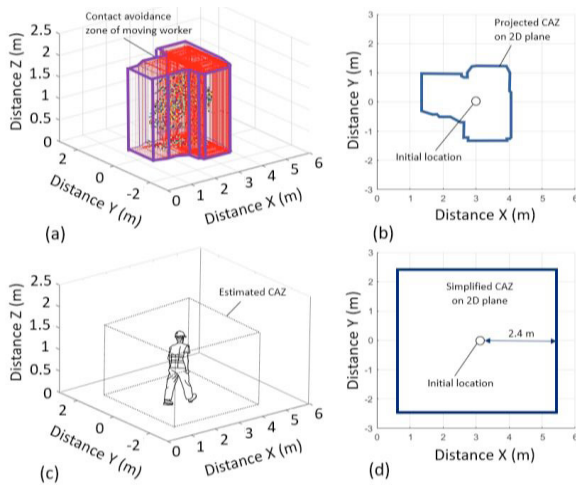 Contact avoidance
zone of moving worker
2.5
2
1.5
1
0.5
0
Distance Z (m)
2
0
-2
Distance Y (m)
0 1 2 3 4 5 6
Distance X (m)
(a)
3
2
1
0
-1
-2
-3
Distance Y (m)
Projected CAZ
on 2D plane
Initial location
0 1 2 3 4 5 6
Distance X (m)
(b)
2.5
2
1.5
1
0.5
0
Distance Z (m)
Estimated CAZ
2
0
-2
Distance Y (m)
0 1 2 3 4 5 6
Distance X (m)
(c)
3
2
1
0
-1
-2
-3
Distance Y (m)
Simplified CAZ
on 2D plane
2.4 m
Initial location
0 1 2 3 4 5 6
Distance X (m)
(d)